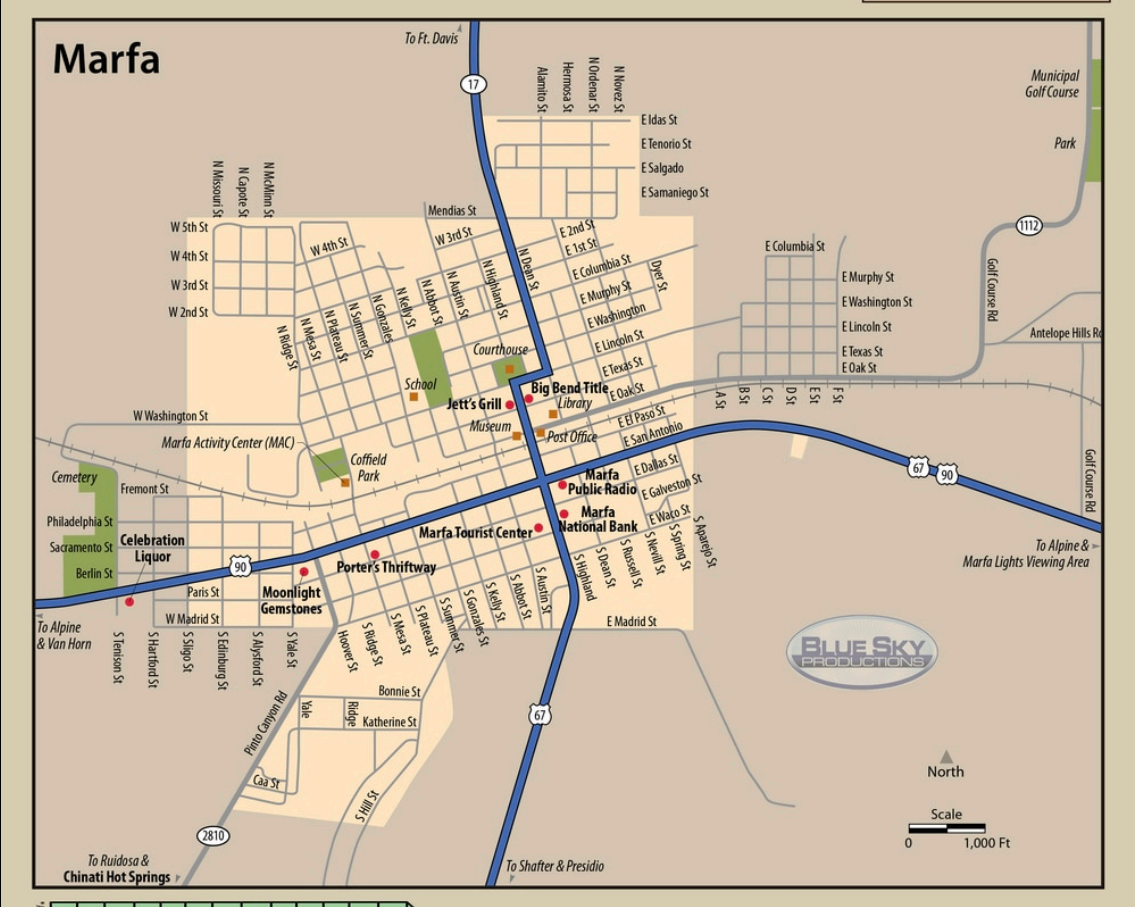 Marfa
To Ft. Davis
17
Alamito St
Hermosa St
N Ordenar St
N Novez St
E Idas St
E Tenorio St
E Salgado
E Samaniego St
Municipal
Golf Course
Park
1112
N Missouri St
N Capote St
N McMinn St
W 5th St
W 4th St
W 3rd St
W 2nd St
W 4th St
Mendias St
W 3rd St
E 2nd St
E 1st St
E Columbia St
E Murphy St
E Washington
E Lincoln St
E Texas St
E Oak St
E El Paso St
E San Antonio
E Dallas St
E Galveston St
E Waco St
Dyer St
N Dean St
N Highland St
N Austin St
N Abbot St
N Kelly St
N Gonzales
N Summer St
N Plateau St
N Mesa St
N Ridge St
E Columbia St
E Murphy St
E Washington St
E Lincoln St
E Texas St
E Oak St
A St
B St
C St
D St
E St
F St
Golf Course Rd
Antelope Hills Rd
Golf Course Rd
Courthouse
School
Big Bend Title
Jett's Grill
Library
Museum
Post Office
W Washington St
Marfa Activity Center (MAC)
Coffield
Park
Cemetery
Fremont St
Philadelphia St
Sacramento St
Berlin St
Celebration
Liquor
90
Paris St
W Madrid St
Moonlight
Gemstones
Porter's Thriftway
Marfa Tourist Center
Marfa
Public Radio
Marfa
National Bank
67
90
To Alpine &
Marfa Lights Viewing Area
To Alpine
& Van Horn
S Tenison St
S Hartford St
S Sligo St
S Edinburg St
S Alysford St
S Yale St
Hoover St
S Ridge St
S Mesa St
S Plateau St
S Summer St
S Gonzales St
S Kelly St
S Abbot St
S Austin St
S Highland
S Dean St
S Russell St
S Nevill St
S Spring St
S Aparejo St
E Madrid St
Pinto Canyon Rd
Bonnie St
Yale
Ridge
Katherine St
Caa St
S Hill St
67
2810
BLUE SKY
PRODUCTIONS
North
Scale
0
1,000 Ft
To Ruidosa &
Chinati Hot Springs
To Shafter & Presidio